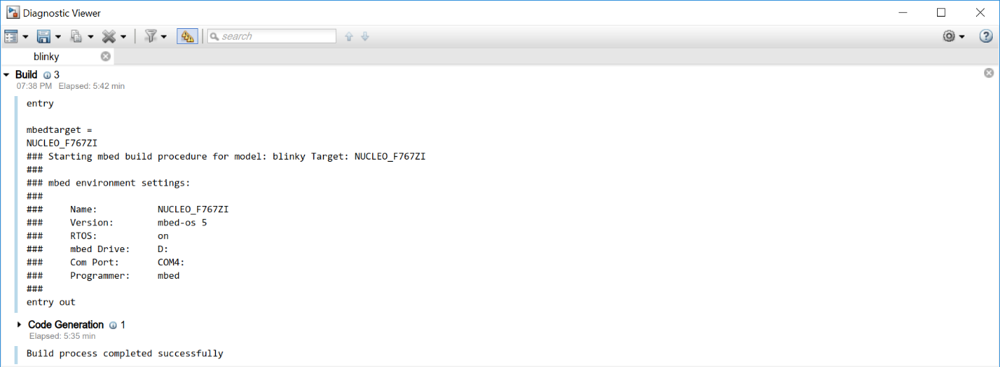 Diagnostic Viewer
search
blinky
Build 3
07:38 PM Elapsed: 5:42 min
entry
mbedtarget =
NUCLEO_F767ZI
### Starting mbed build procedure for model: blinky Target: NUCLEO_F767ZI
###
### mbed environment settings:
###
### Name: NUCLEO_F767ZI
### Version: mbed-os 5
### RTOS: on
### mbed Drive: D:
### Com Port: COM4:
### Programmer: mbed
###
entry out
Code Generation 1
Elapsed: 5:35 min
Build process completed successfully